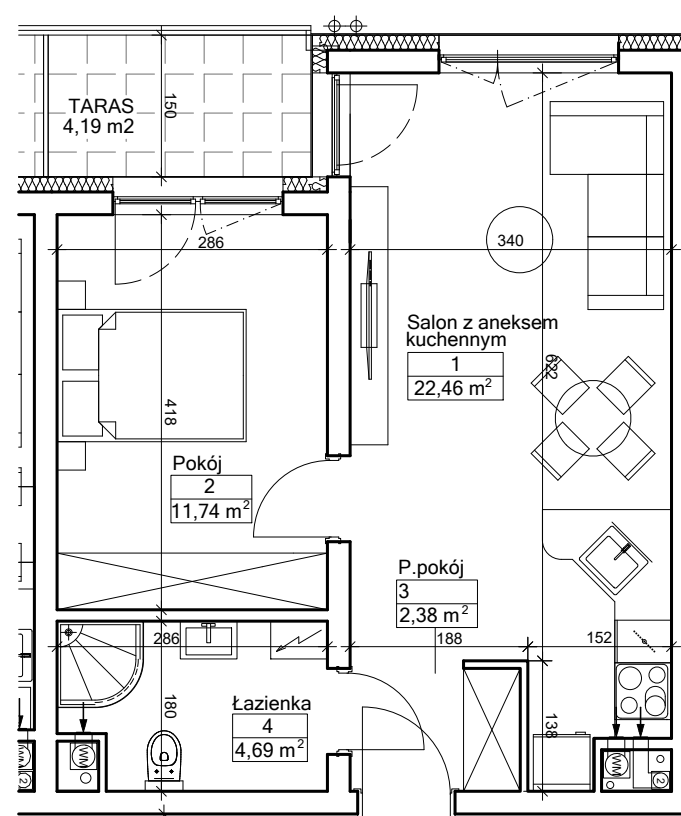 TARAS
4,19 m2
150
286
340
Salon z aneksem
kuchennym
1
22,46 m²
622
418
Pokój
2
11,74 m²
P.pokój
3
2,38 m²
286
188
152
180
Łazienka
4
4,69 m²
138
2
2